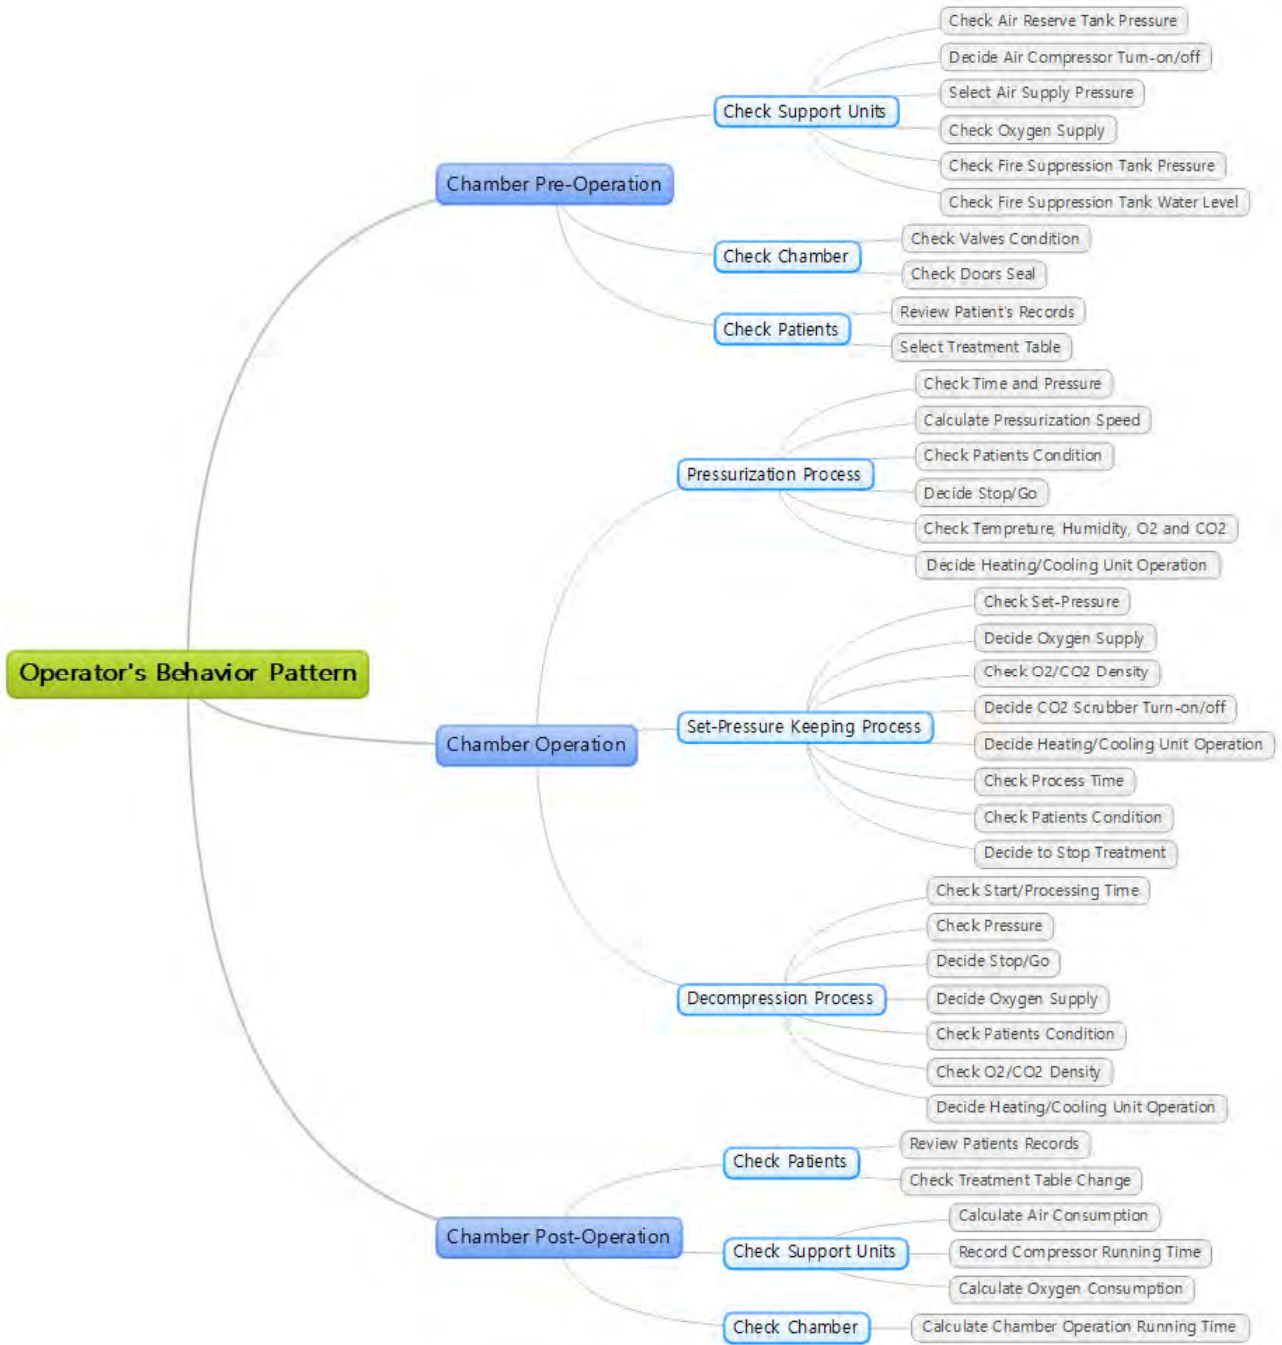 Operator's Behavior Pattern
Chamber Pre-Operation
Check Support Units
Check Air Reserve Tank Pressure
Decide Air Compressor Turn-on/off
Select Air Supply Pressure
Check Oxygen Supply
Check Fire Suppression Tank Pressure
Check Fire Suppression Tank Water Level
Check Chamber
Check Valves Condition
Check Doors Seal
Check Patients
Review Patient's Records
Select Treatment Table
Chamber Operation
Pressurization Process
Check Time and Pressure
Calculate Pressurization Speed
Check Patients Condition
Decide Stop/Go
Check Tempreture, Humidity, O2 and CO2
Decide Heating/Cooling Unit Operation
Set-Pressure Keeping Process
Check Set-Pressure
Decide Oxygen Supply
Check O2/CO2 Density
Decide CO2 Scrubber Turn-on/off
Decide Heating/Cooling Unit Operation
Check Process Time
Check Patients Condition
Decide to Stop Treatment
Decompression Process
Check Start/Processing Time
Check Pressure
Decide Stop/Go
Decide Oxygen Supply
Check Patients Condition
Check O2/CO2 Density
Decide Heating/Cooling Unit Operation
Chamber Post-Operation
Check Patients
Review Patients Records
Check Treatment Table Change
Check Support Units
Calculate Air Consumption
Record Compressor Running Time
Calculate Oxygen Consumption
Check Chamber
Calculate Chamber Operation Running Time